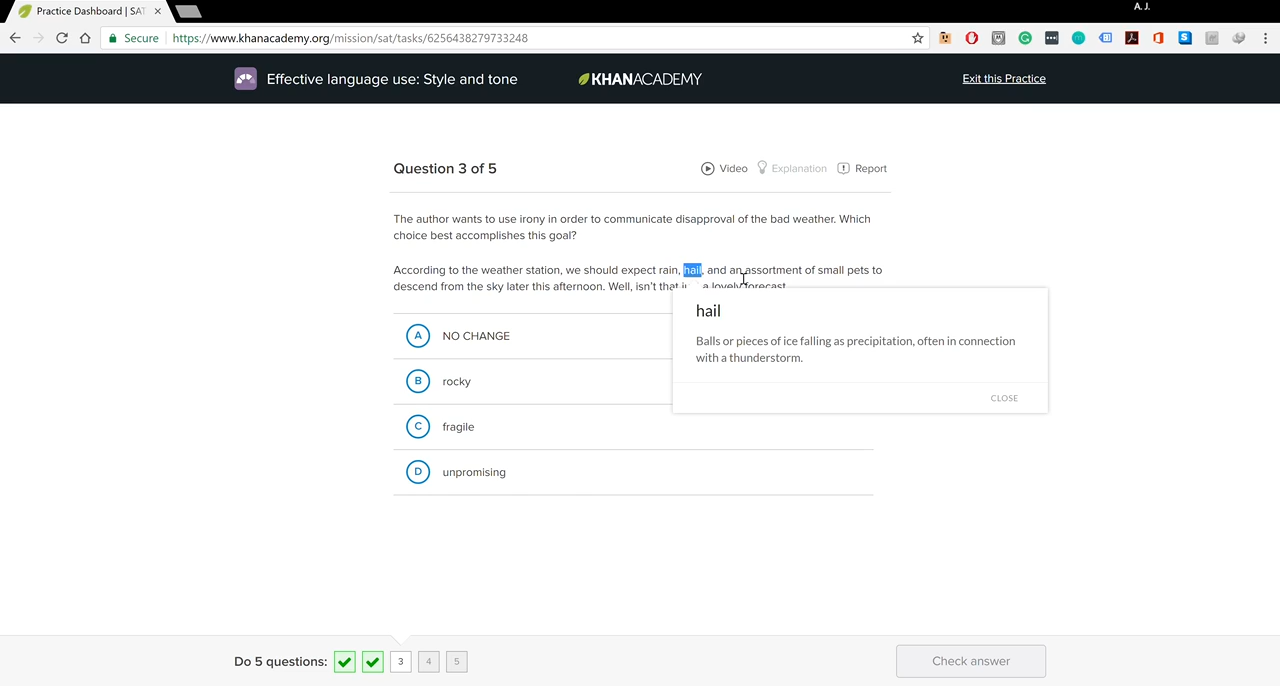 Practice Dashboard | SAT
A. J.
Secure
https://www.khanacademy.org/mission/sat/tasks/6256438279733248
Effective language use: Style and tone
KHANACADEMY
Exit this Practice
Question 3 of 5
Video
Explanation
Report
The author wants to use irony in order to communicate disapproval of the bad weather. Which
choice best accomplishes this goal?
According to the weather station, we should expect rain, hail, and an assortment of small pets to
descend from the sky later this afternoon. Well, isn't that a lovely forecast
hail
Balls or pieces of ice falling as precipitation, often in connection
with a thunderstorm.
CLOSE
A NO CHANGE
B rocky
C fragile
D unpromising
Do 5 questions:
3
4
5
Check answer